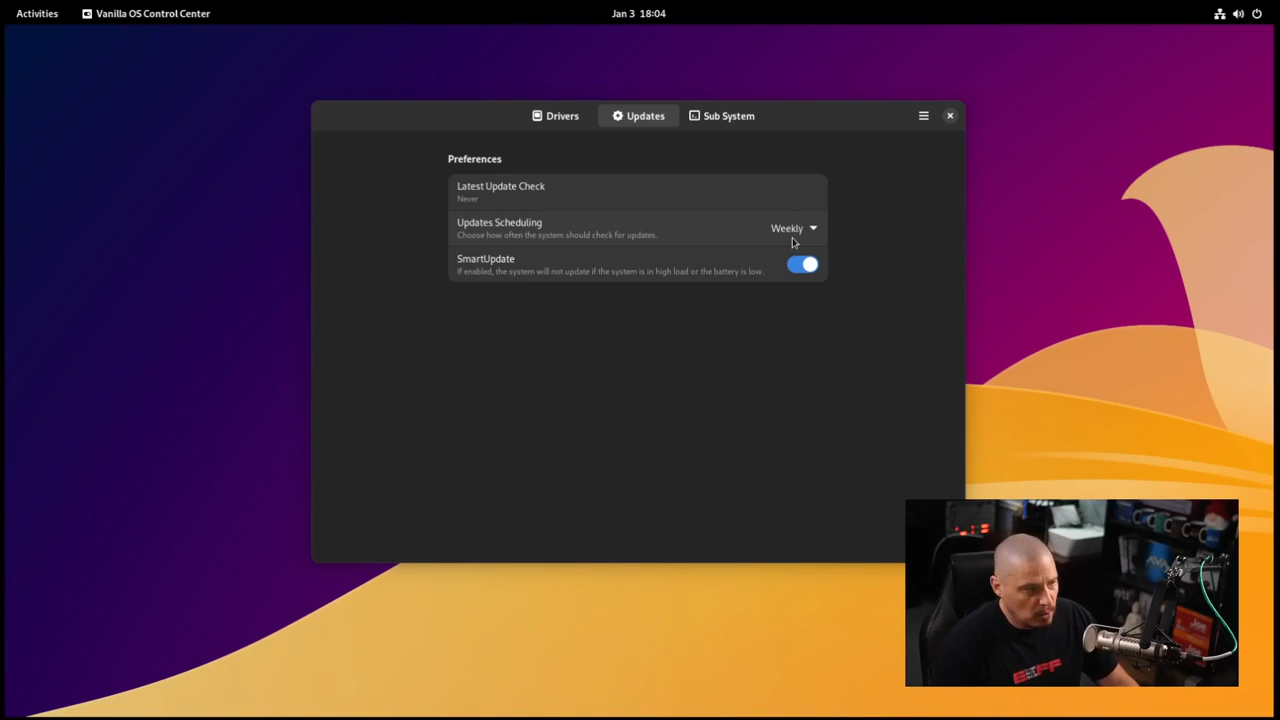 Activities
Vanilla OS Control Center
Jan 3 18:04
Drivers
Updates
Sub System
Preferences
Latest Update Check
Never
Updates Scheduling
Choose how often the system should check for updates.
Weekly
SmartUpdate
If enabled, the system will not update if the system is in high load or the battery is low.